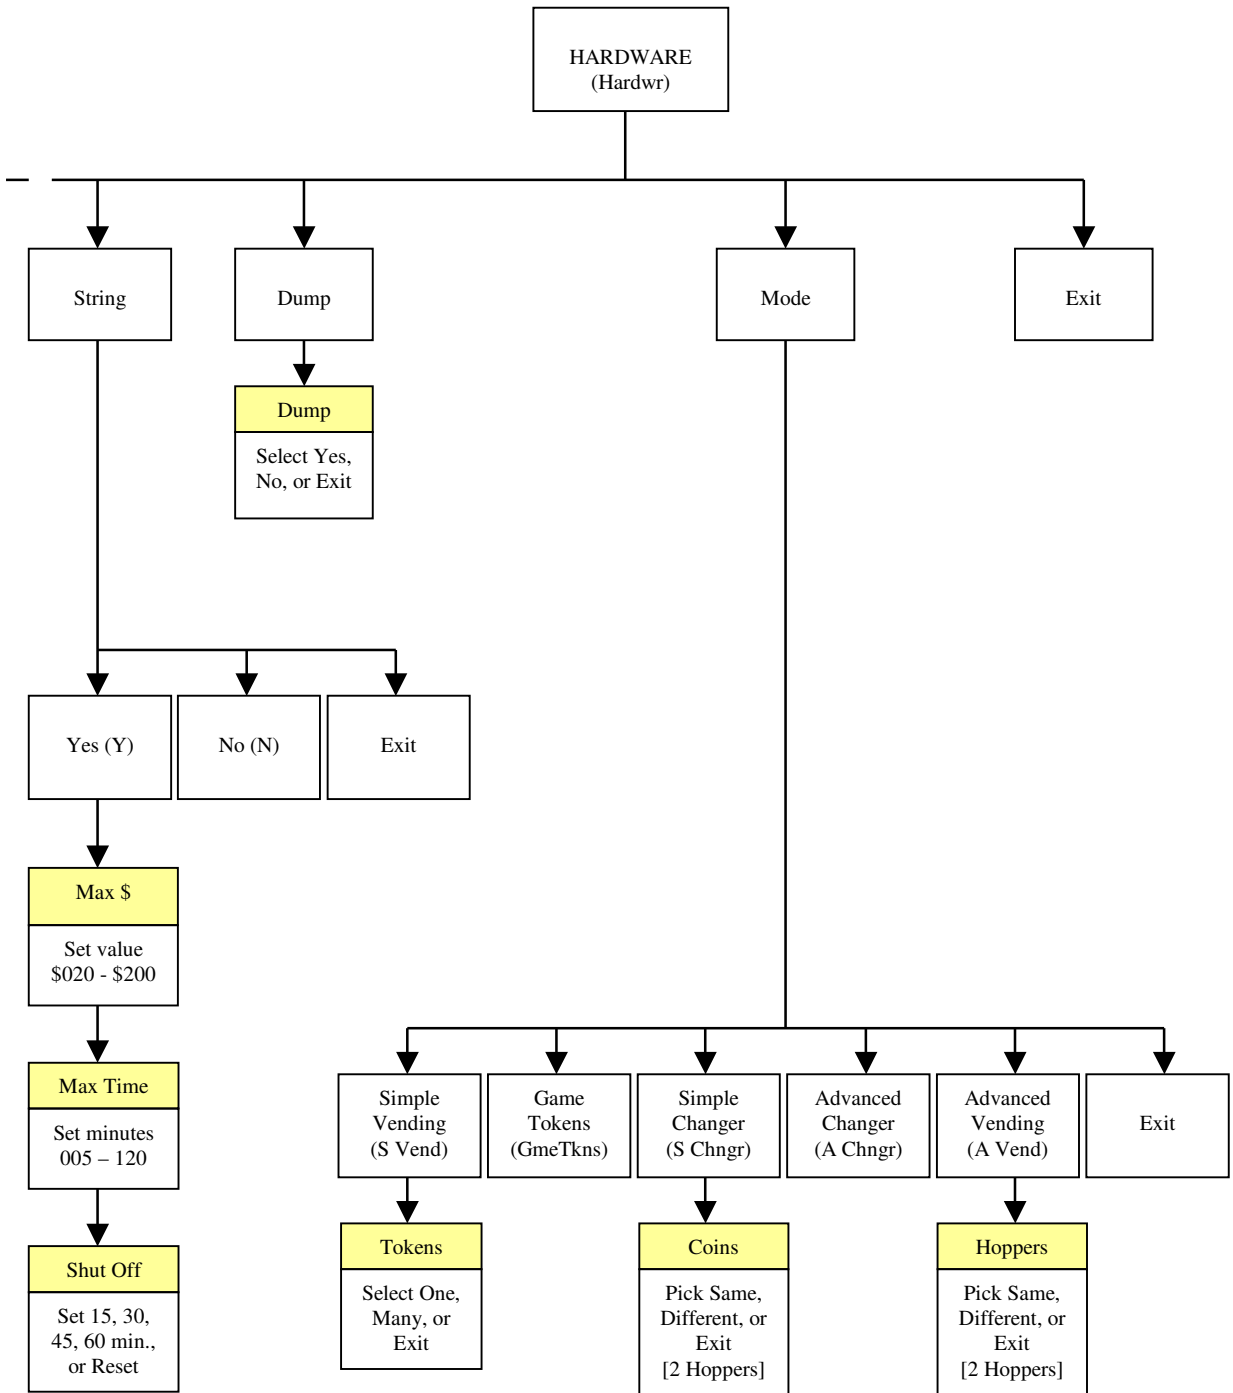 HARDWARE
(Hardwr)
String
Dump
Mode
Exit
Dump
Select Yes,
No, or Exit
Yes (Y)
No (N)
Exit
Max $
Set value
$020 - $200
Max Time
Set minutes
005 – 120
Shut Off
Set 15, 30,
45, 60 min.,
or Reset
Simple
Vending
(S Vend)
Game
Tokens
(GmeTkns)
Simple
Changer
(S Chngr)
Advanced
Changer
(A Chngr)
Advanced
Vending
(A Vend)
Exit
Tokens
Select One,
Many, or
Exit
Coins
Pick Same,
Different, or
Exit
[2 Hoppers]
Hoppers
Pick Same,
Different, or
Exit
[2 Hoppers]